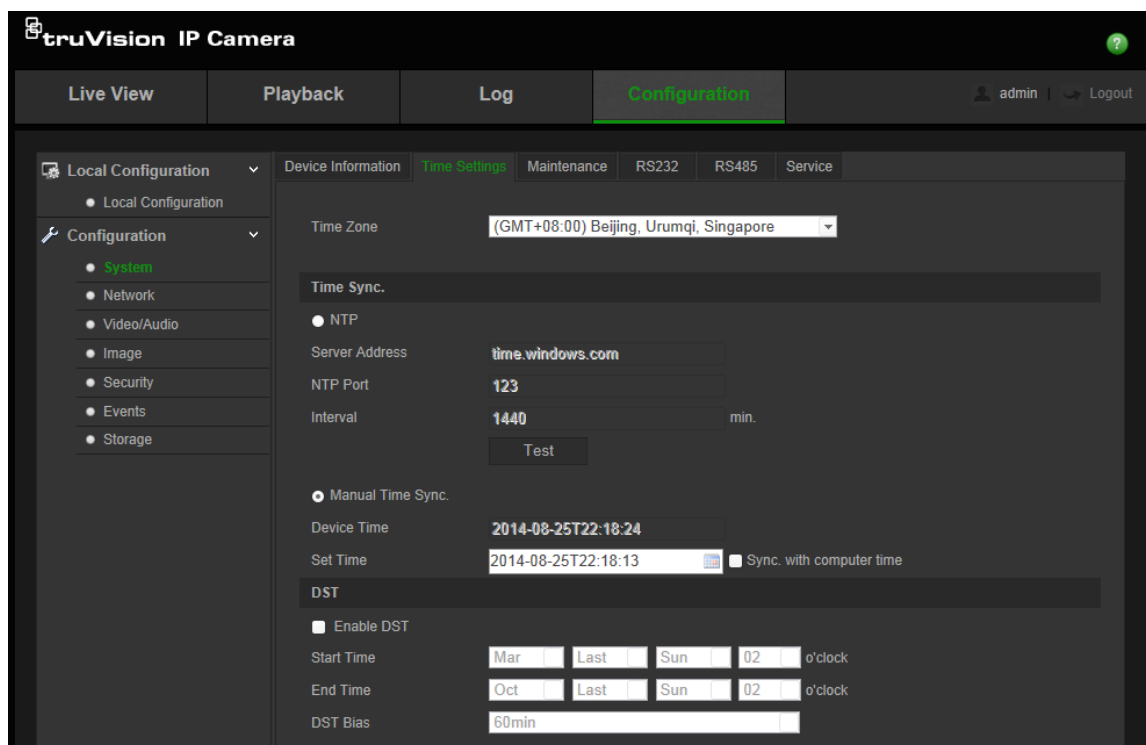 truVision IP Camera
?
Live View Playback Log Configuration admin | Logout
Local Configuration
Local Configuration
Configuration
System
Network
Video/Audio
Image
Security
Events
Storage
Device Information Time Settings Maintenance RS232 RS485 Service
Time Zone (GMT+08:00) Beijing, Urumqi, Singapore
Time Sync.
NTP
Server Address time.windows.com
NTP Port 123
Interval 1440 min.
Test
Manual Time Sync.
Device Time 2014-08-25T22:18:24
Set Time 2014-08-25T22:18:13 Sync. with computer time
DST
Enable DST
Start Time Mar Last Sun 02 o'clock
End Time Oct Last Sun 02 o'clock
DST Bias 60min